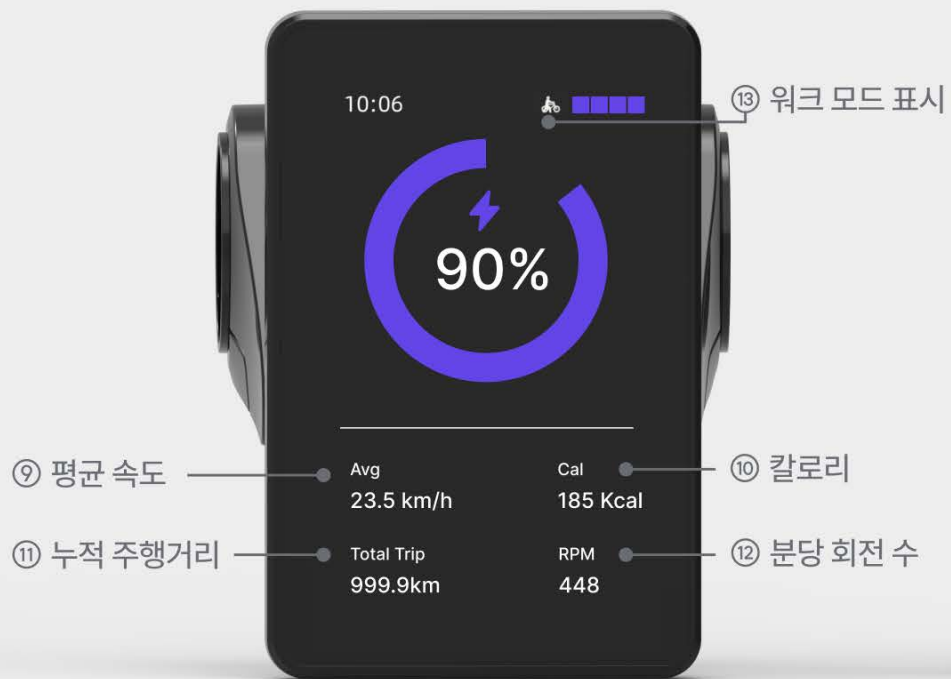 10:06
⑬ 워크 모드 표시
90%
⑨ 평균 속도
Avg
23.5 km/h
Cal
185 Kcal
⑩ 칼로리
⑪ 누적 주행거리
Total Trip
999.9km
RPM
448
⑫ 분당 회전 수